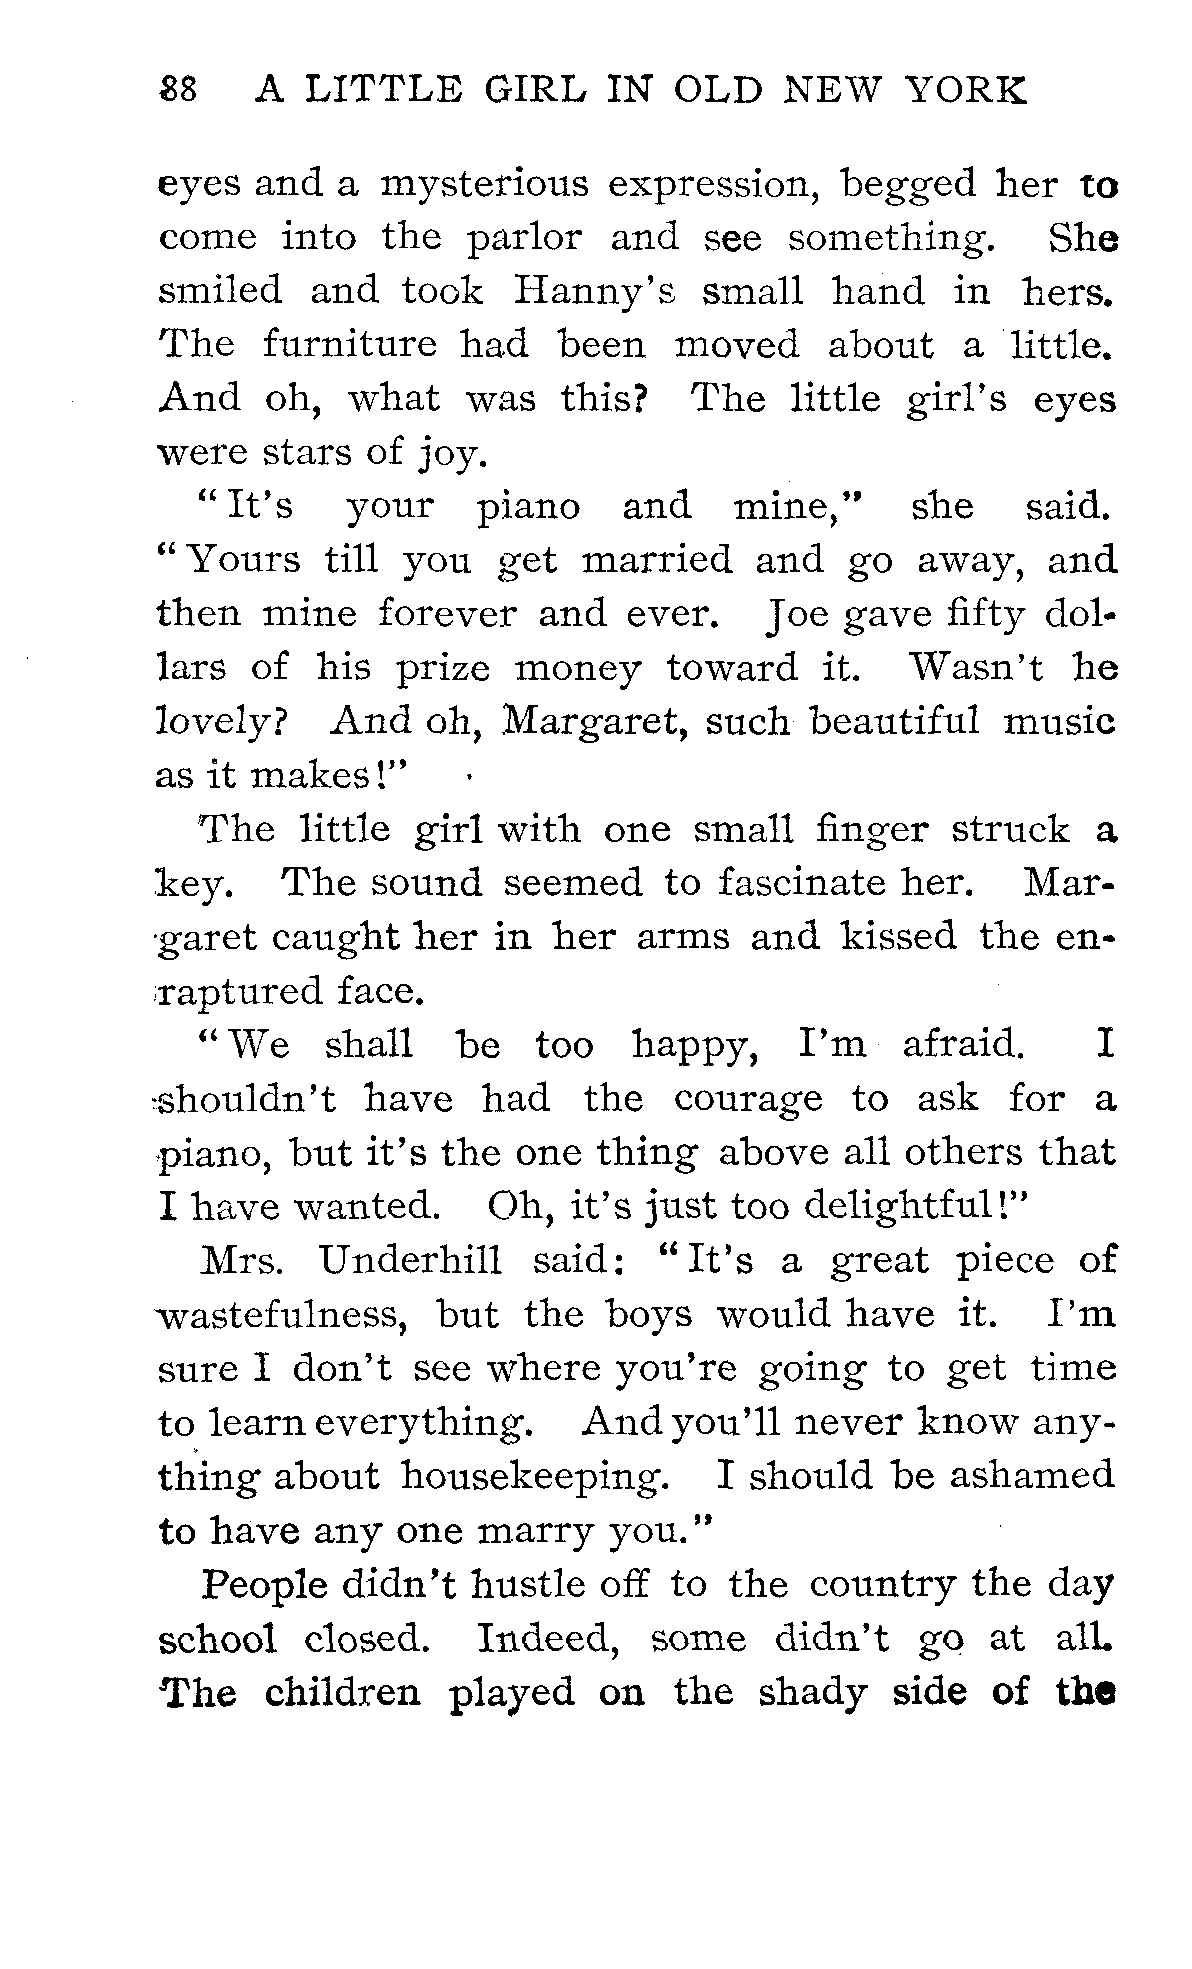 88 A LITTLE GIRL IN OLD NEW YORK
eyes and a mysterious expression, begged her to
come into the parlor and see something. She
smiled and took Hanny's small hand in hers.
The furniture had been moved about a little.
And oh, what was this? The little girl's eyes
were stars of joy.
"It's your piano and mine," she said.
"Yours till you get married and go away, and
then mine forever and ever. Joe gave fifty dol-
lars of his prize money toward it. Wasn't he
lovely? And oh, Margaret, such beautiful music
as it makes!"
The little girl with one small finger struck a
key. The sound seemed to fascinate her. Mar-
garet caught her in her arms and kissed the en-
raptured face.
"We shall be too happy, I'm afraid. I
shouldn't have had the courage to ask for a
piano, but it's the one thing above all others that
I have wanted. Oh, it's just too delightful!"
Mrs. Underhill said: "It's a great piece of
wastefulness, but the boys would have it. I'm
sure I don't see where you're going to get time
to learn everything. And you'll never know any-
thing about housekeeping. I should be ashamed
to have any one marry you."
People didn't hustle off to the country the day
school closed. Indeed, some didn't go at all.
The children played on the shady side of the